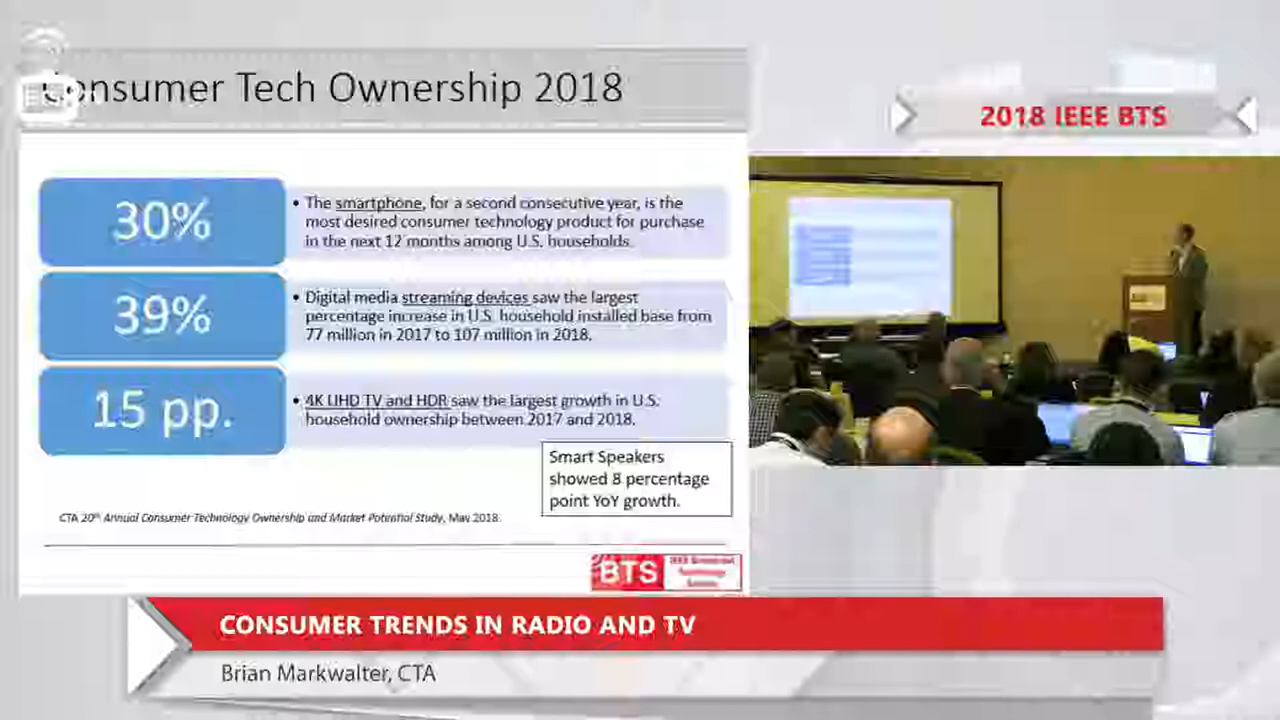 Consumer Tech Ownership 2018
2018 IEEE BTS
30%
• The smartphone, for a second consecutive year, is the
most desired consumer technology product for purchase
in the next 12 months among U.S. households.
39%
• Digital media streaming devices saw the largest
percentage increase in U.S. household installed base from
77 million in 2017 to 107 million in 2018.
15 pp.
• 4K UHD TV and HDR saw the largest growth in U.S.
household ownership between 2017 and 2018.
Smart Speakers
showed 8 percentage
point YoY growth.
CTA 20th Annual Consumer Technology Ownership and Market Potential Study, May 2018.
BTS
IEEE Broadcast
Technology
Society
CONSUMER TRENDS IN RADIO AND TV
Brian Markwalter, CTA